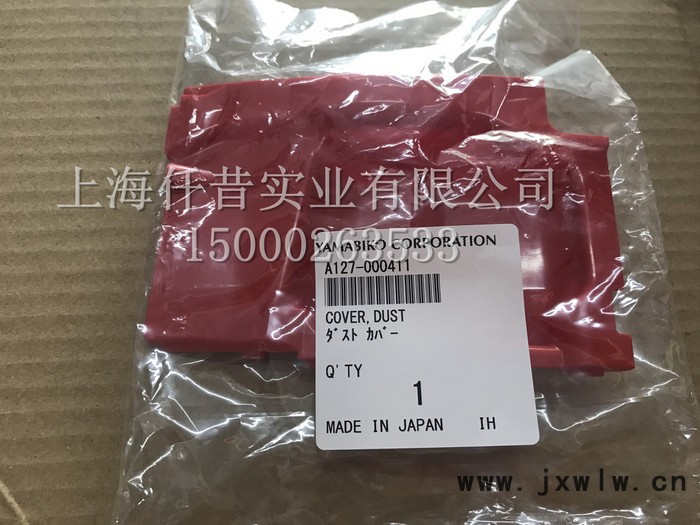 上海仟昔实业有限公司
15000268533
YAMABIKO CORPORATION
A127-000411
COVER,DUST
ﾀﾞｽﾄ ｶﾊﾞｰ
Q'TY
1
MADE IN JAPAN IH
www.jxwlw.cn